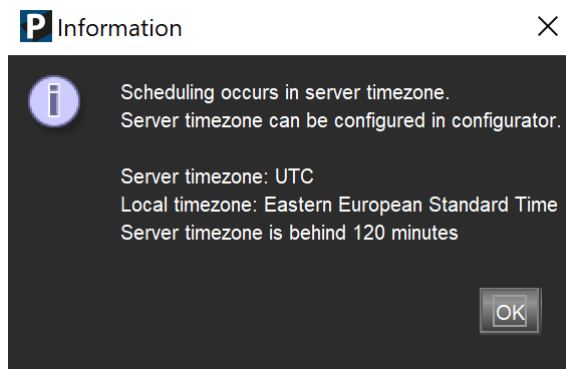 P Information
Scheduling occurs in server timezone.
Server timezone can be configured in configurator.
Server timezone: UTC
Local timezone: Eastern European Standard Time
Server timezone is behind 120 minutes
OK